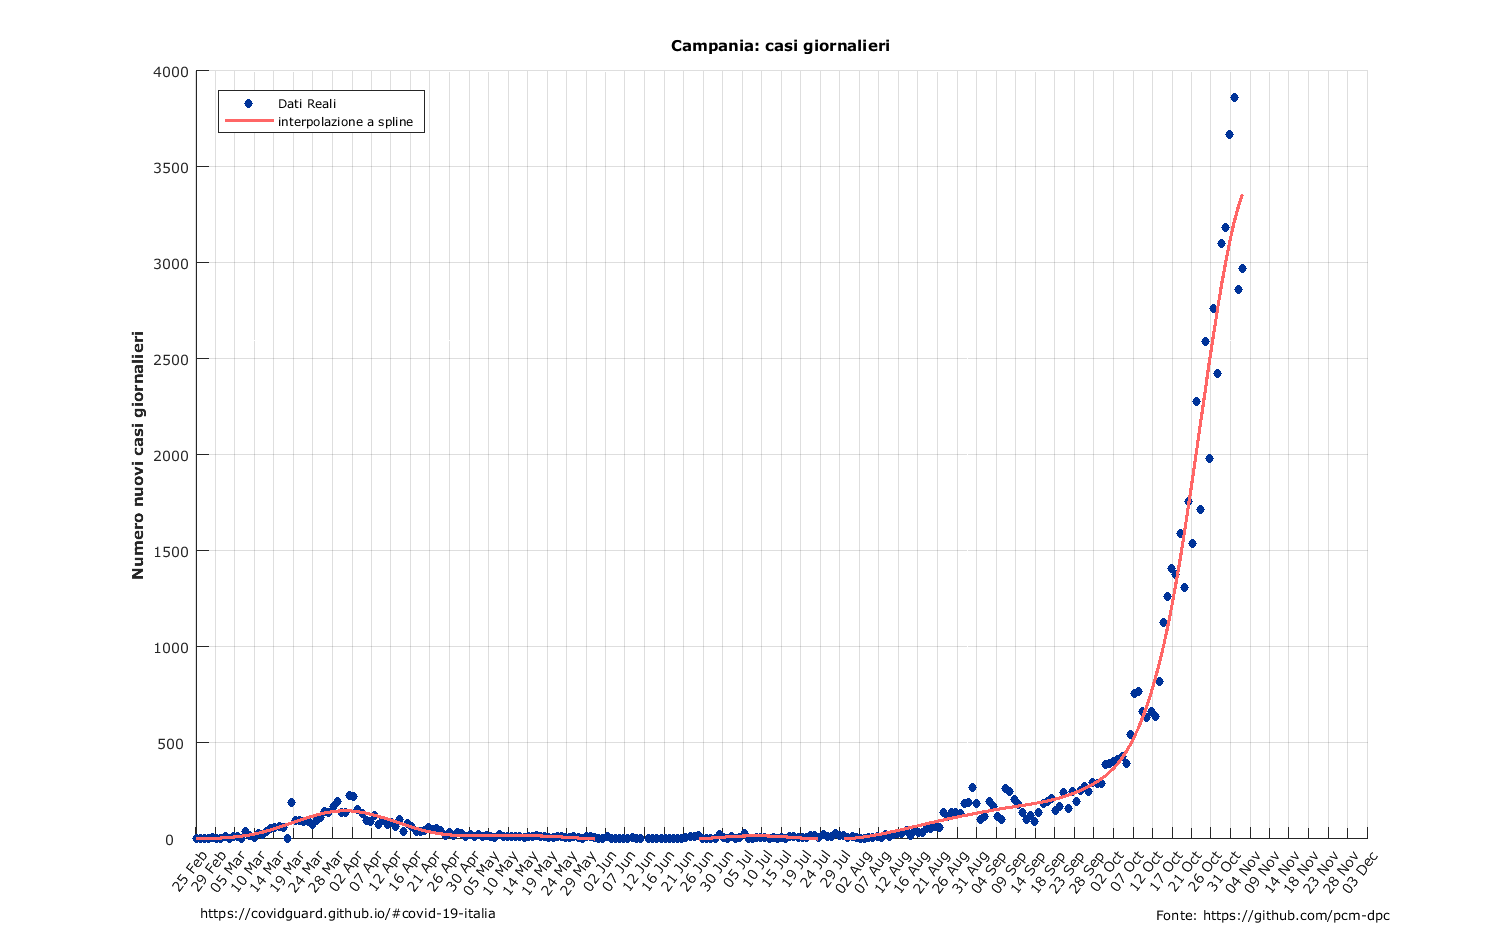 Campania: casi giornalieri
Dati Reali
interpolazione a spline
Numero nuovi casi giornalieri
4000
3500
3000
2500
2000
1500
1000
500
0
25 Feb
29 Feb
05 Mar
10 Mar
14 Mar
19 Mar
24 Mar
28 Mar
02 Apr
07 Apr
12 Apr
16 Apr
21 Apr
26 Apr
30 Apr
05 May
10 May
14 May
19 May
24 May
29 May
02 Jun
07 Jun
12 Jun
16 Jun
21 Jun
26 Jun
30 Jun
05 Jul
10 Jul
15 Jul
19 Jul
24 Jul
29 Jul
02 Aug
07 Aug
12 Aug
16 Aug
21 Aug
26 Aug
31 Aug
04 Sep
09 Sep
14 Sep
18 Sep
23 Sep
28 Sep
02 Oct
07 Oct
12 Oct
17 Oct
21 Oct
26 Oct
31 Oct
04 Nov
09 Nov
14 Nov
18 Nov
23 Nov
28 Nov
03 Dec
https://covidguard.github.io/#covid-19-italia
Fonte: https://github.com/pcm-dpc